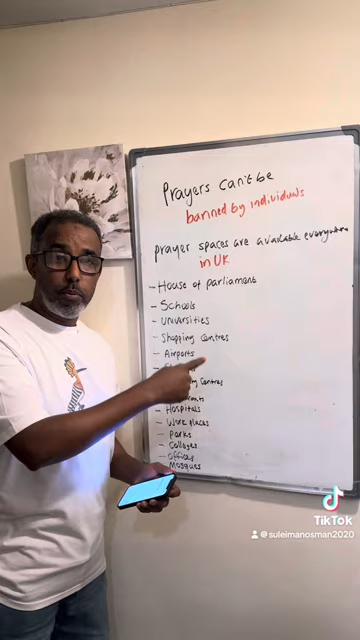 Prayers can't be
banned by individuals
prayer spaces are available everywhere
in UK
- House of parliament
- Schools
- Universities
- Shopping Centres
- Airports
Centres
- Hospitals
- Work places
- Parks
- Colleges
- Offices
Mosques
TikTok
@suleimanosman2020